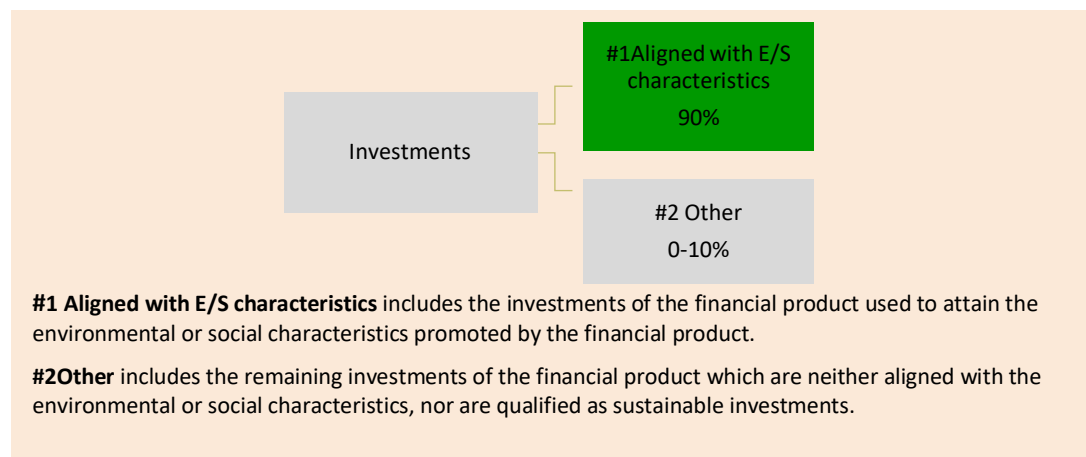 #1Aligned with E/S
characteristics
90%
Investments
#2 Other
0-10%
#1 Aligned with E/S characteristics includes the investments of the financial product used to attain the
environmental or social characteristics promoted by the financial product.
#2Other includes the remaining investments of the financial product which are neither aligned with the
environmental or social characteristics, nor are qualified as sustainable investments.